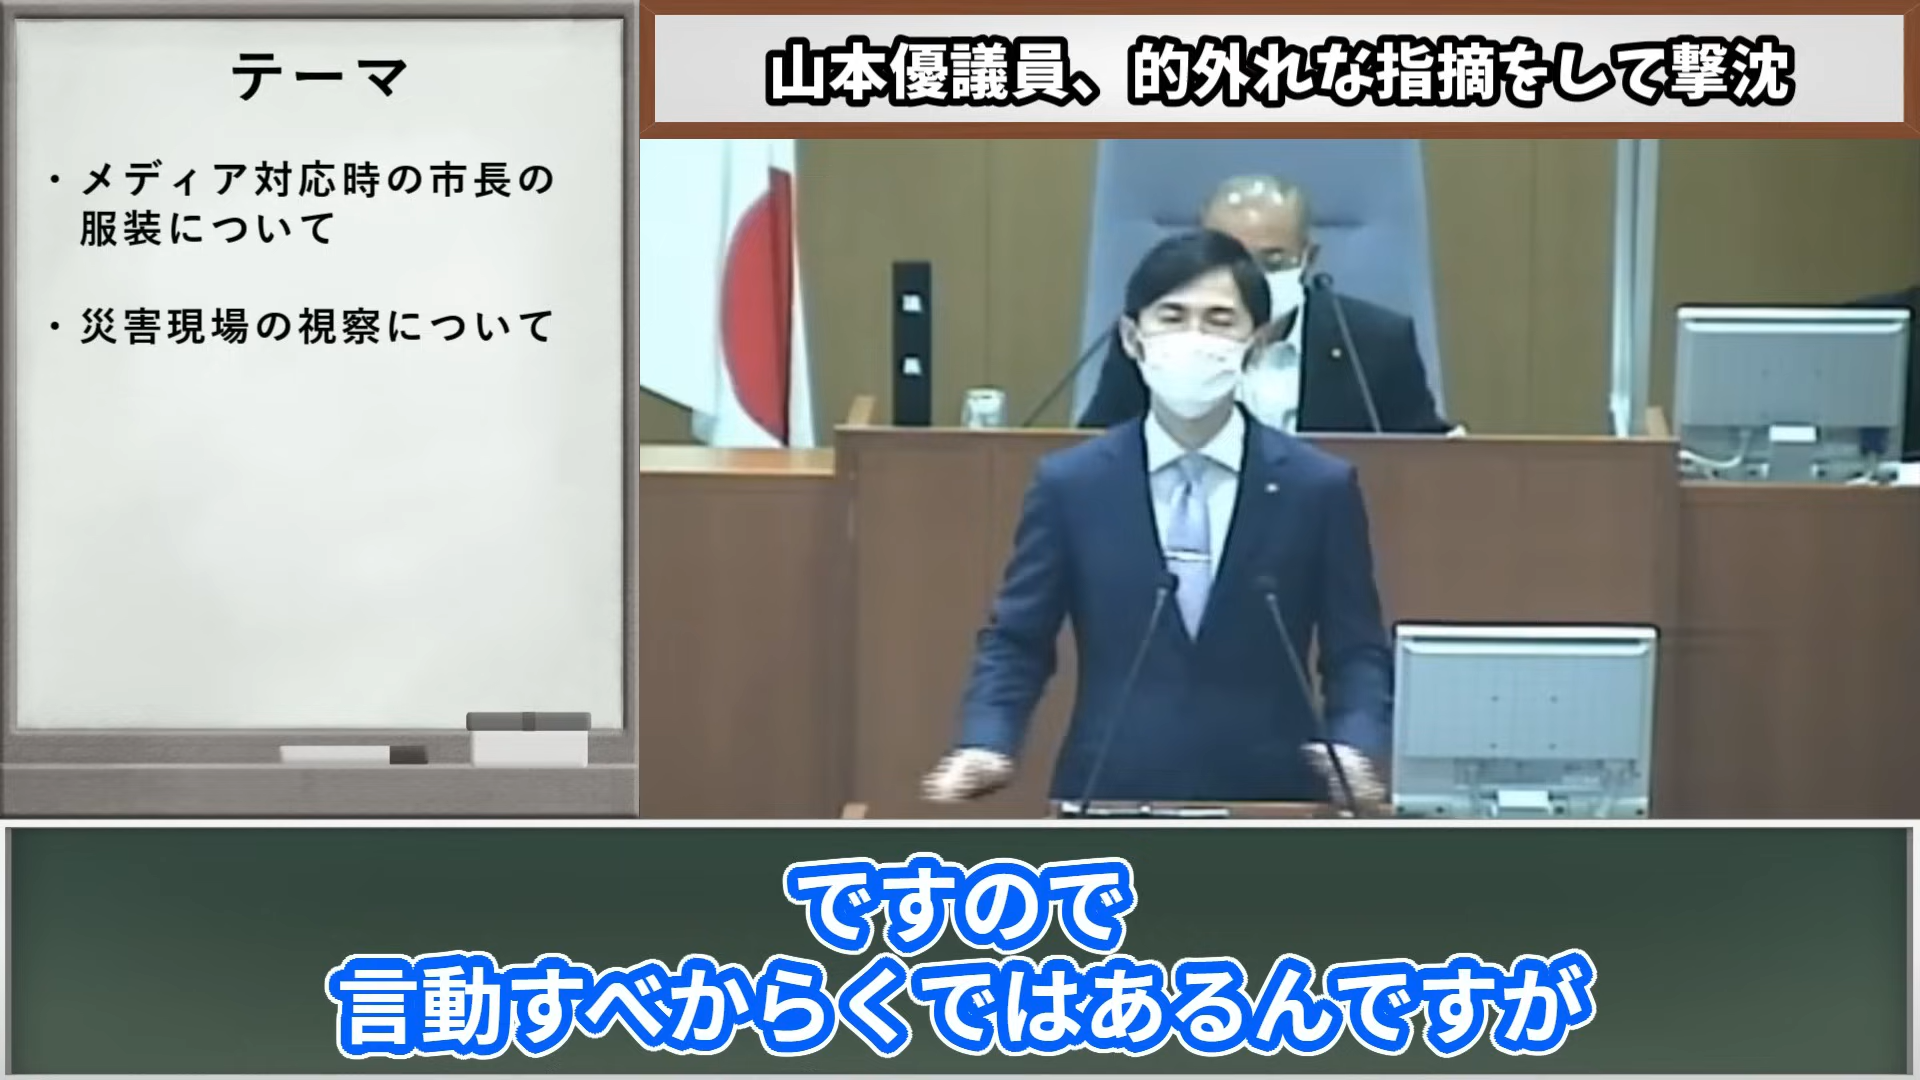 テーマ
・メディア対応時の市長の
服装について
・災害現場の視察について
山本優議員、的外れな指摘をして撃沈
ですので
言動すべからくではあるんですが